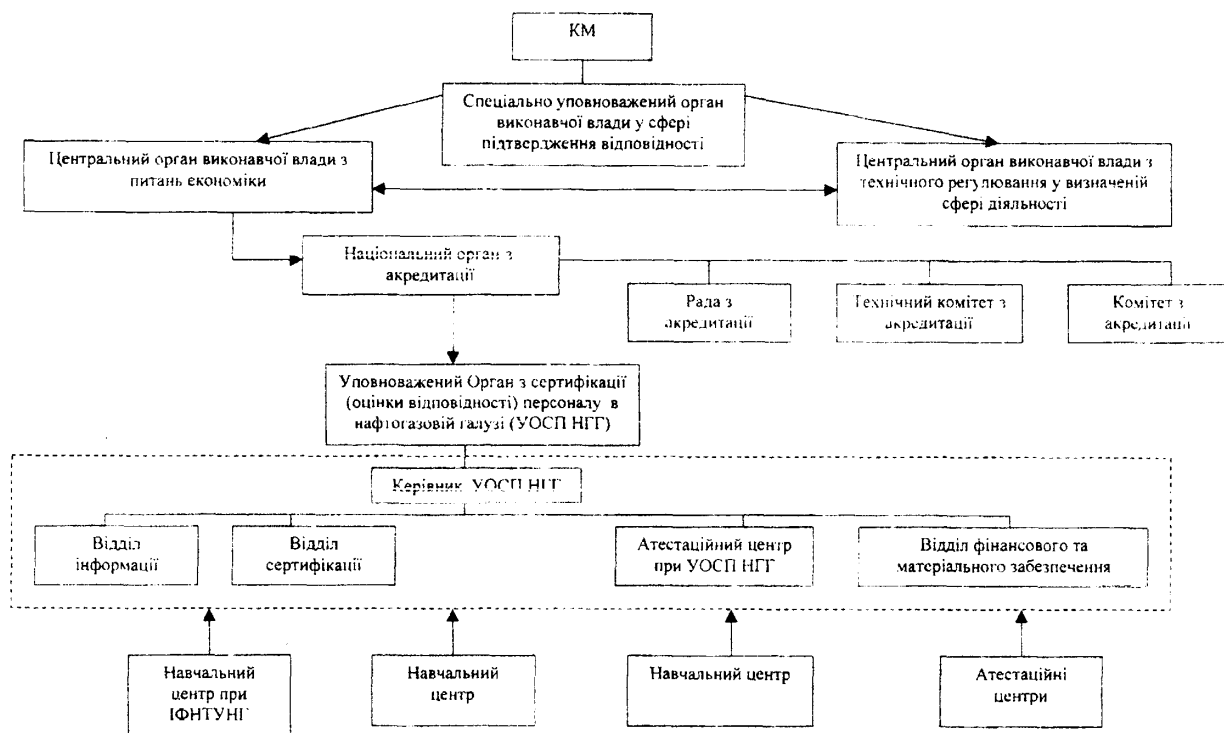 КМ
Спеціально уповноважений орган
виконавчої влади у сфері
підтвердження відповідності
Центральний орган виконавчої влади з
питань економіки
Центральний орган виконавчої влади з
технічного регулювання у визначеній
сфері діяльності
Національний орган з
акредитації
Рада з
акредитації
Технічний комітет з
акредитації
Комітет з
акредитації
Уповноважений Орган з сертифікації
(оцінки відповідності) персоналу в
нафтогазовій галузі (УОСП НГГ)
Керівник УОСП НГГ
Відділ
інформації
Відділ
сертифікації
Атестаційний центр
при УОСП НГГ
Відділ фінансового та
матеріального забезпечення
Навчальний
центр при
ІФНТУНГ
Навчальний
центр
Навчальний центр
Атестаційні
центри